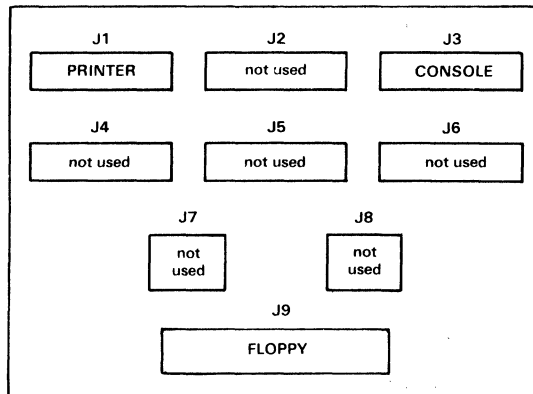 J1 J2 J3
PRINTER not used CONSOLE
J4 J5 J6
not used not used not used
J7 J8
not used not used
J9
FLOPPY